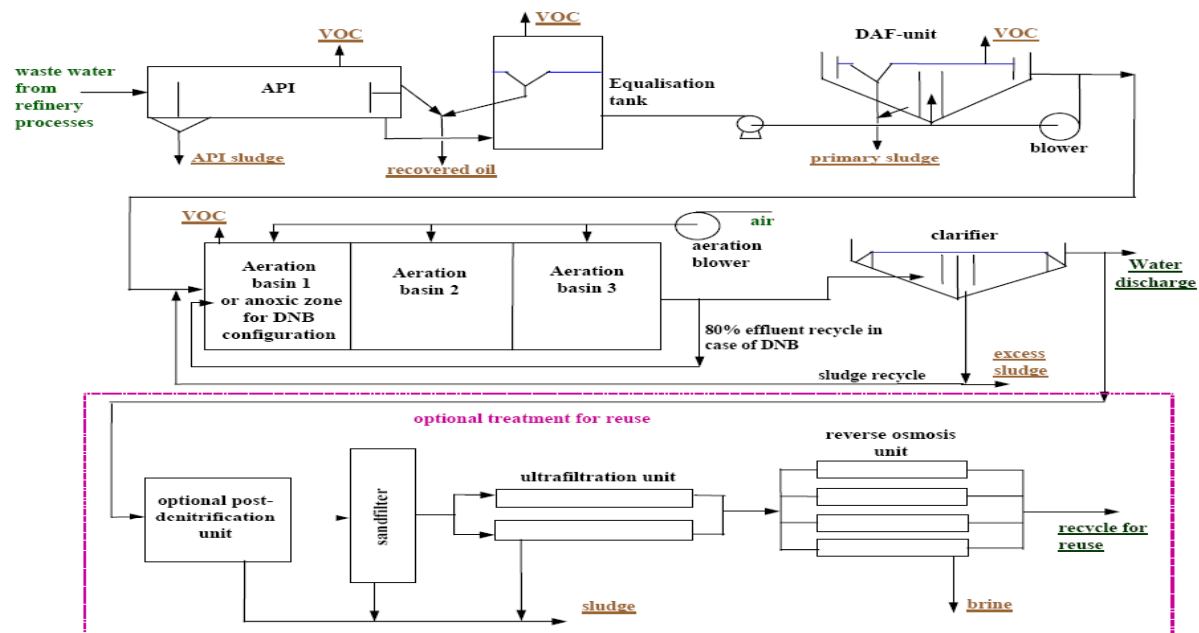 VOC
VOC
DAF-unit
VOC
waste water
from
refinery
processes
API
Equalisation
tank
API sludge
recovered oil
primary sludge
blower
VOC
air
aeration
blower
clarifier
Aeration
basin 1
or anoxic zone
for DNB
configuration
Aeration
basin 2
Aeration
basin 3
Water
discharge
80% effluent recycle in
case of DNB
sludge recycle
excess
sludge
optional treatment for reuse
reverse osmosis
unit
ultrafiltration unit
optional post-
denitrification
unit
sandfilter
recycle for
reuse
sludge
brine